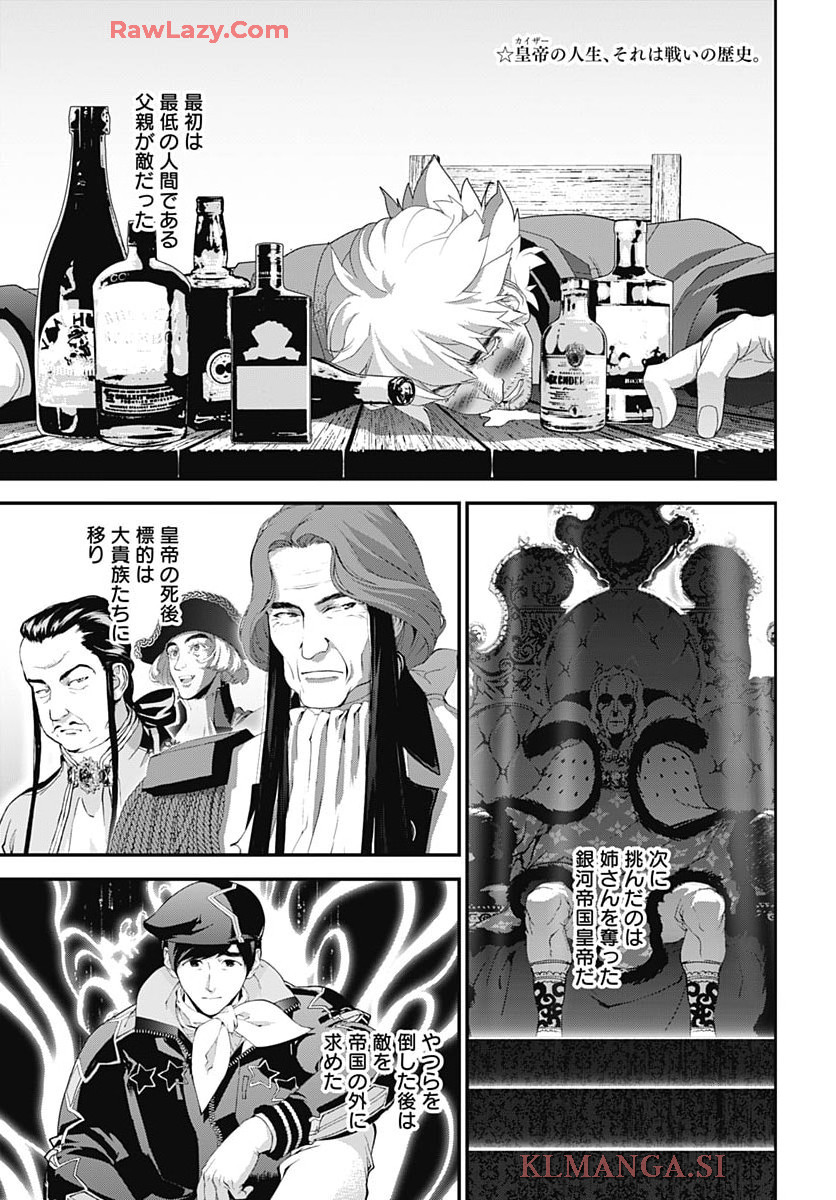 RawLazy.Com
カイザー
☆皇帝の人生、それは戦いの歴史。
最初は
最低の人間である
父親が敵だった
次に
挑んだのは
姉さんを奪った
銀河帝国皇帝だ
皇帝の死後
標的は
大貴族たちに
移り
やつらを
倒した後は
敵を
帝国の外に
求めた
KLMANGA.SI